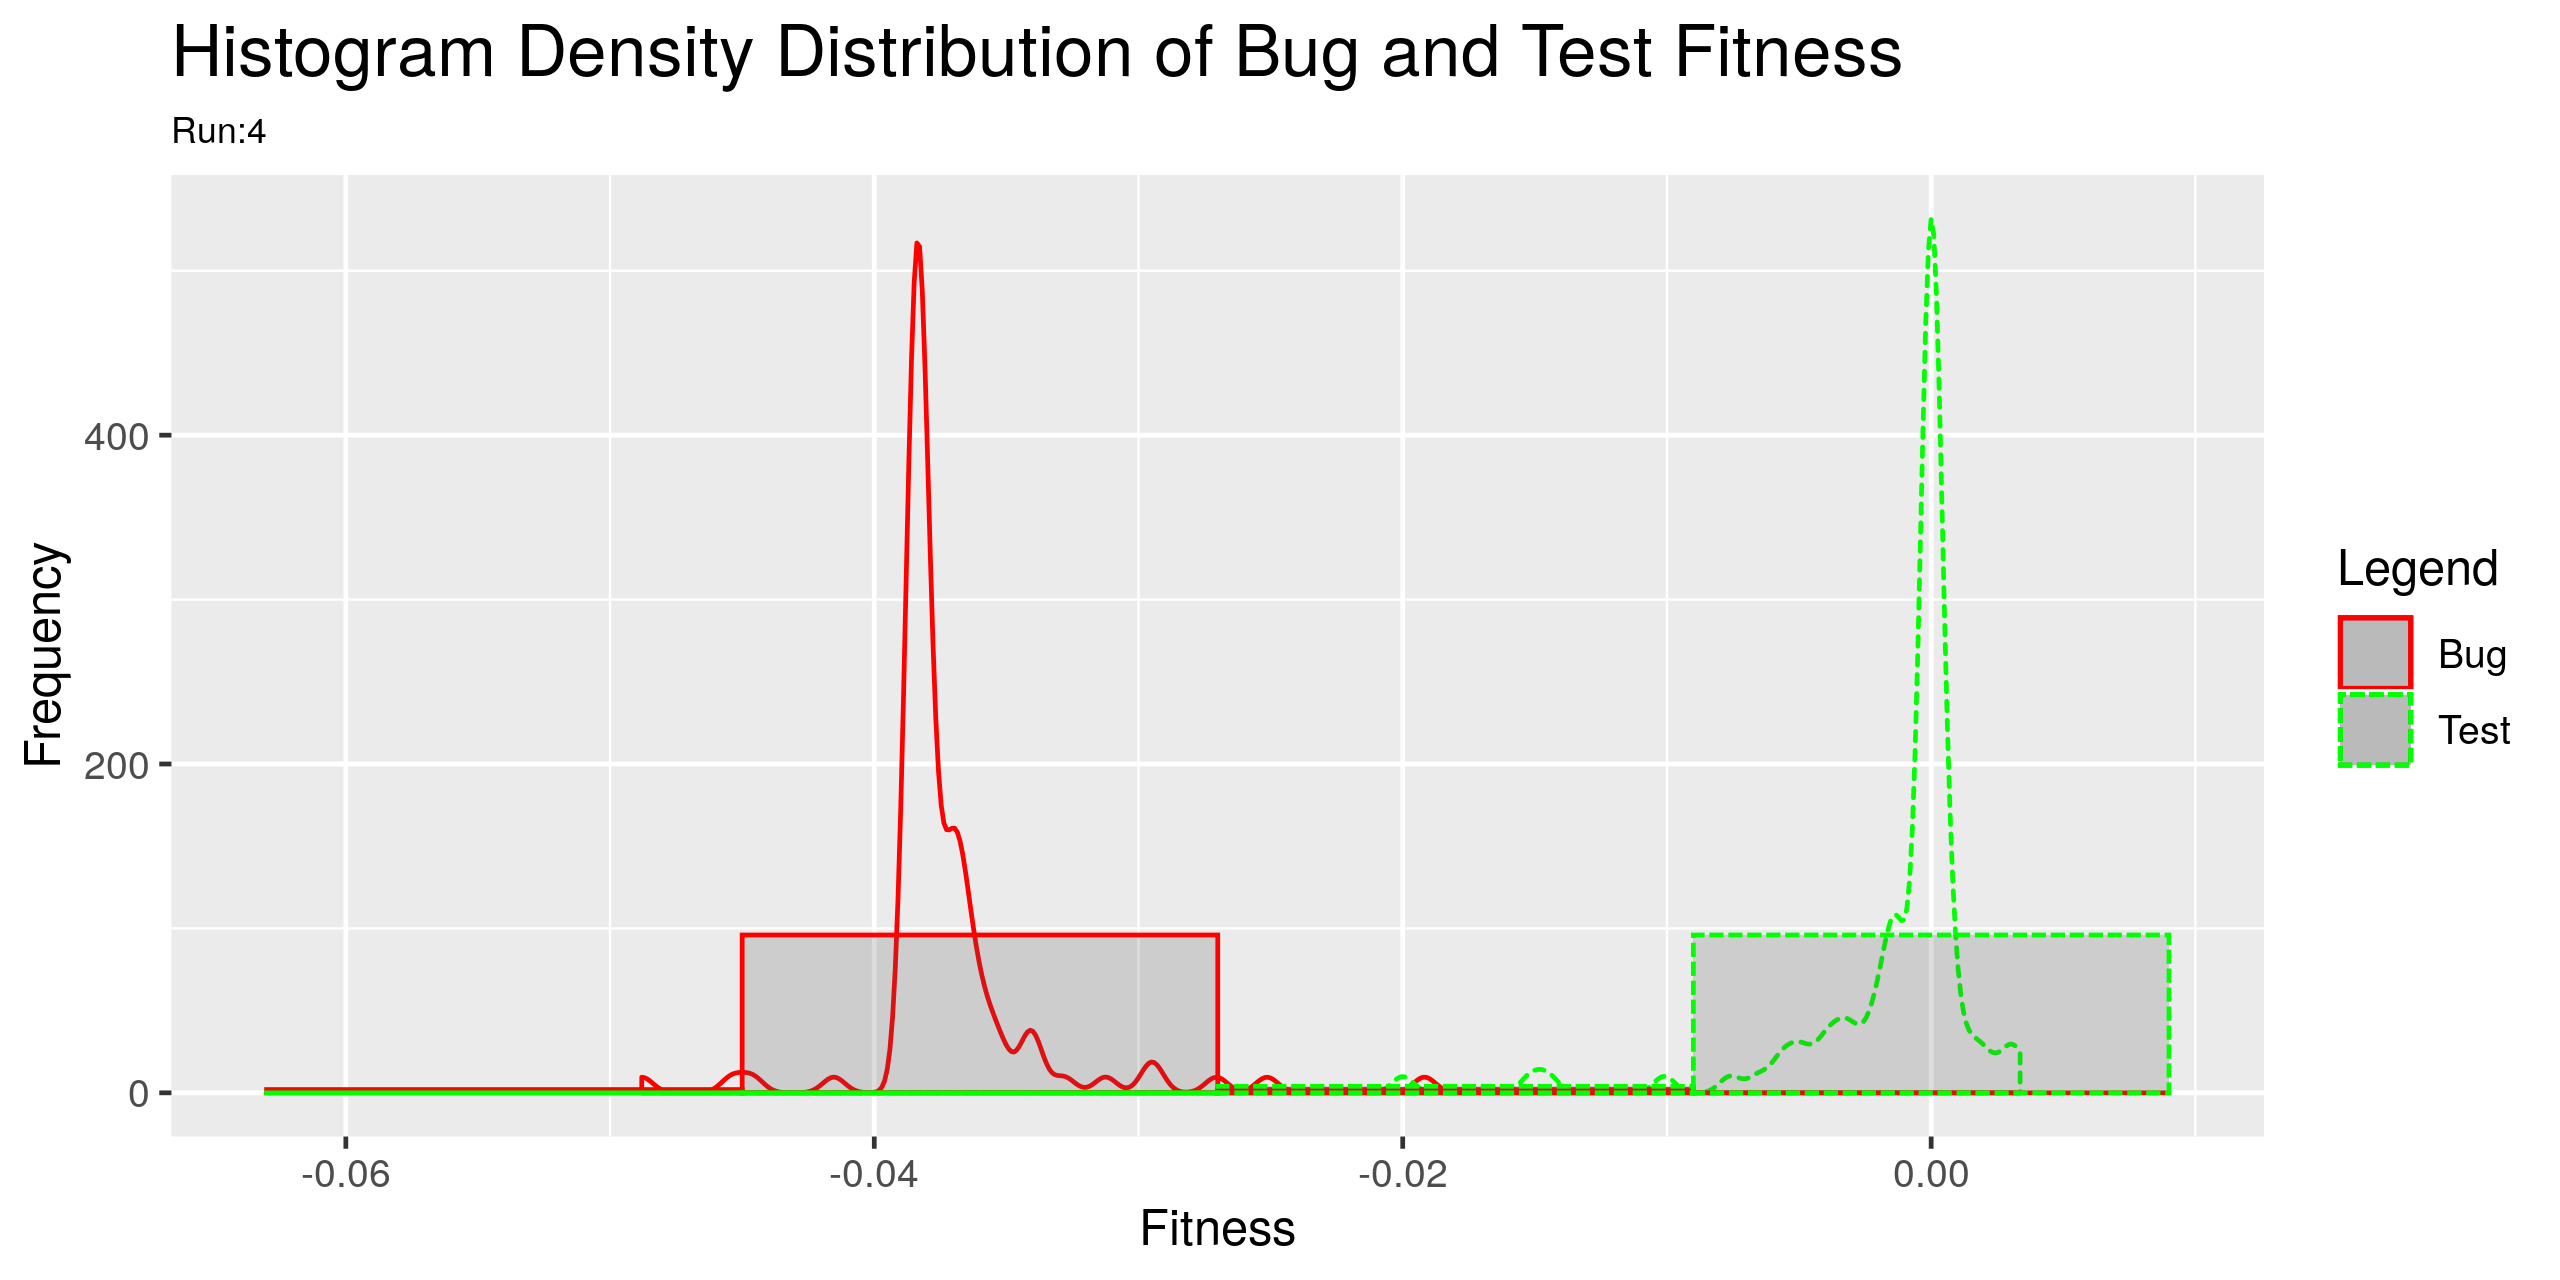 Histogram Density Distribution of Bug and Test Fitness
Run:4
Frequency
400
200
0
-0.06
-0.04
-0.02
0.00
Fitness
Legend
Bug
Test